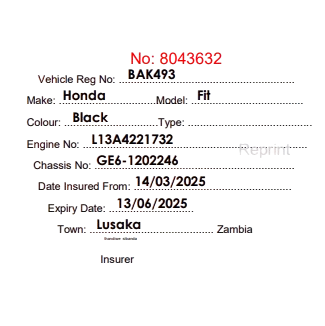 No: 8043632
Vehicle Reg No: BAK493
Make: Honda Model: Fit
Colour: Black Type:
Engine No: L13A4221732
Reprint
Chassis No: GE6-1202246
Date Insured From: 14/03/2025
Expiry Date: 13/06/2025
Town: Lusaka Zambia
Insurer